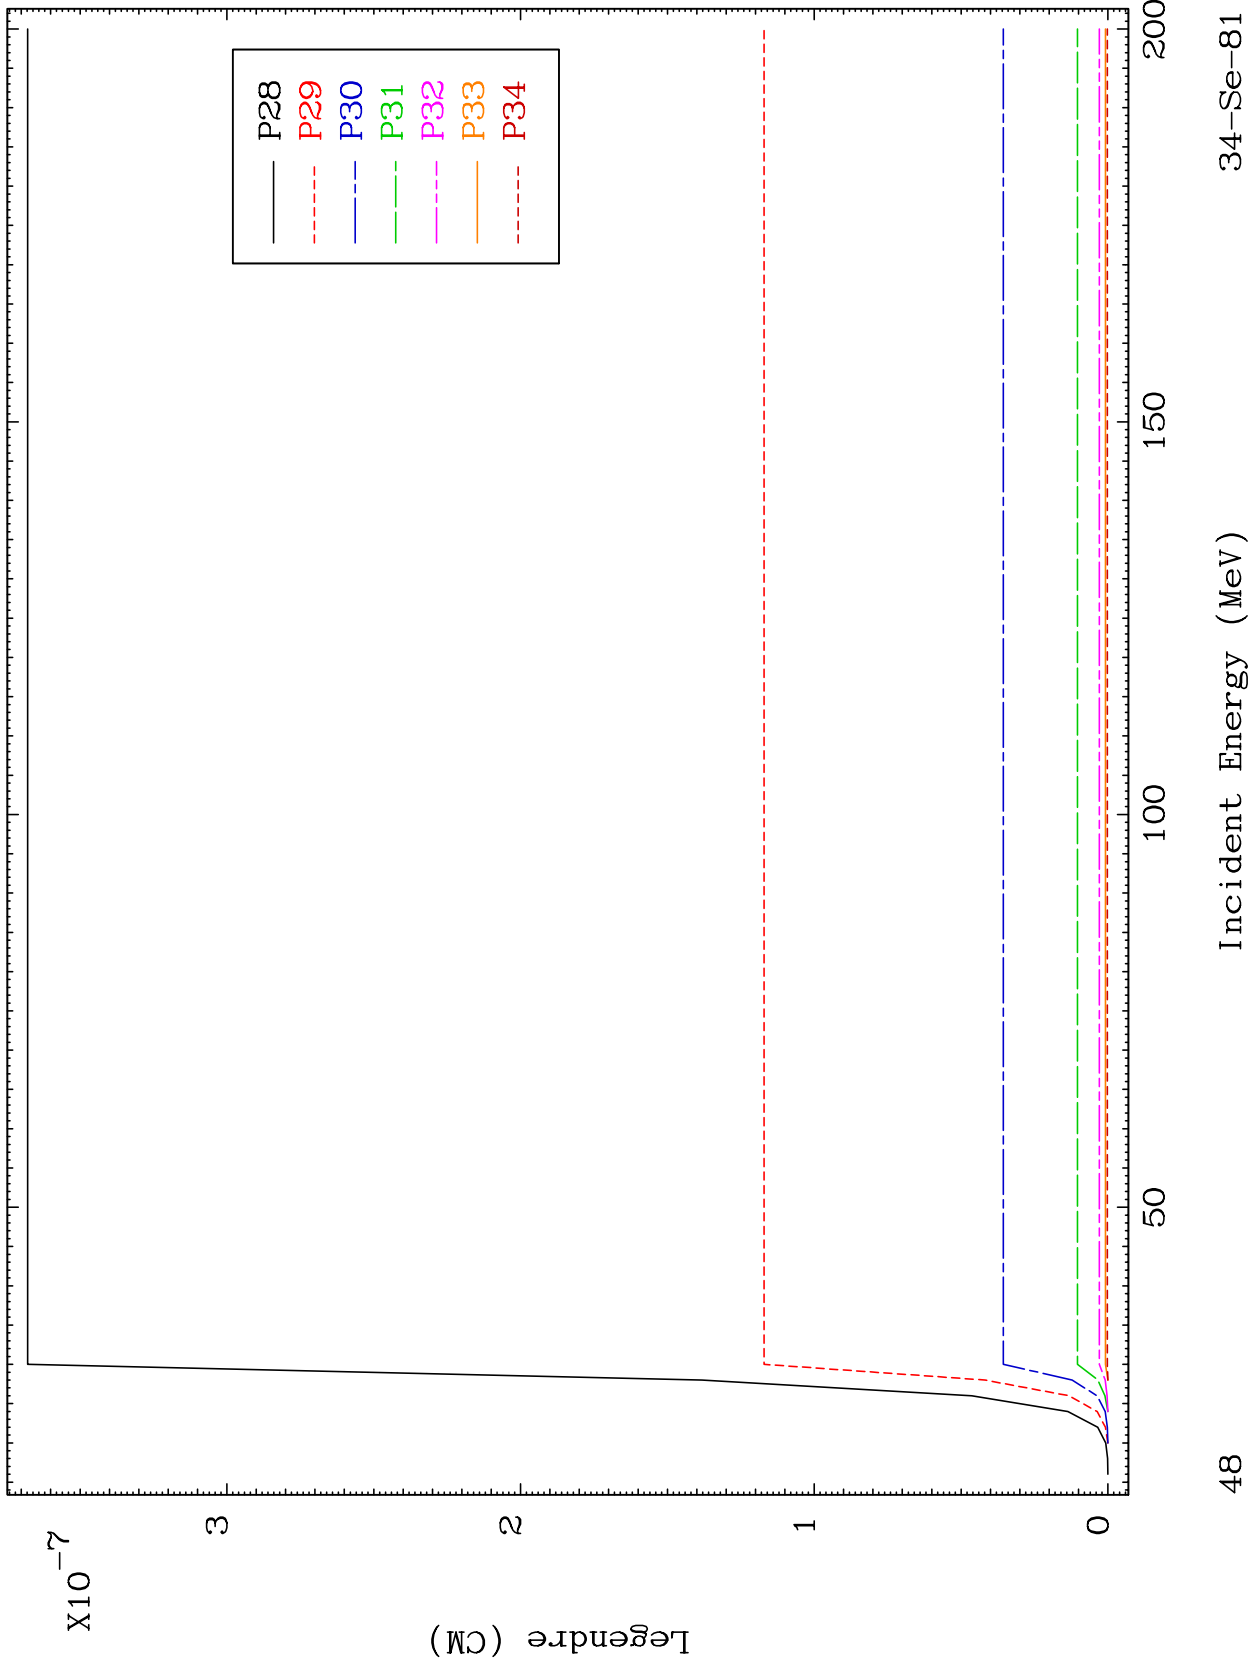 X10-7
3
2
1
0
Legendre (CM)
P28
P29
P30
P31
P32
P33
P34
50
100
150
200
Incident Energy (MeV)
48
34-Se-81